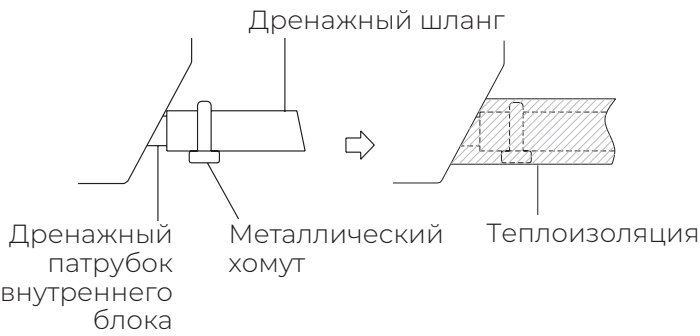 Дренажный шланг
Дренажный
патрубок
внутреннего
блока
Металлический
хомут
Теплоизоляция